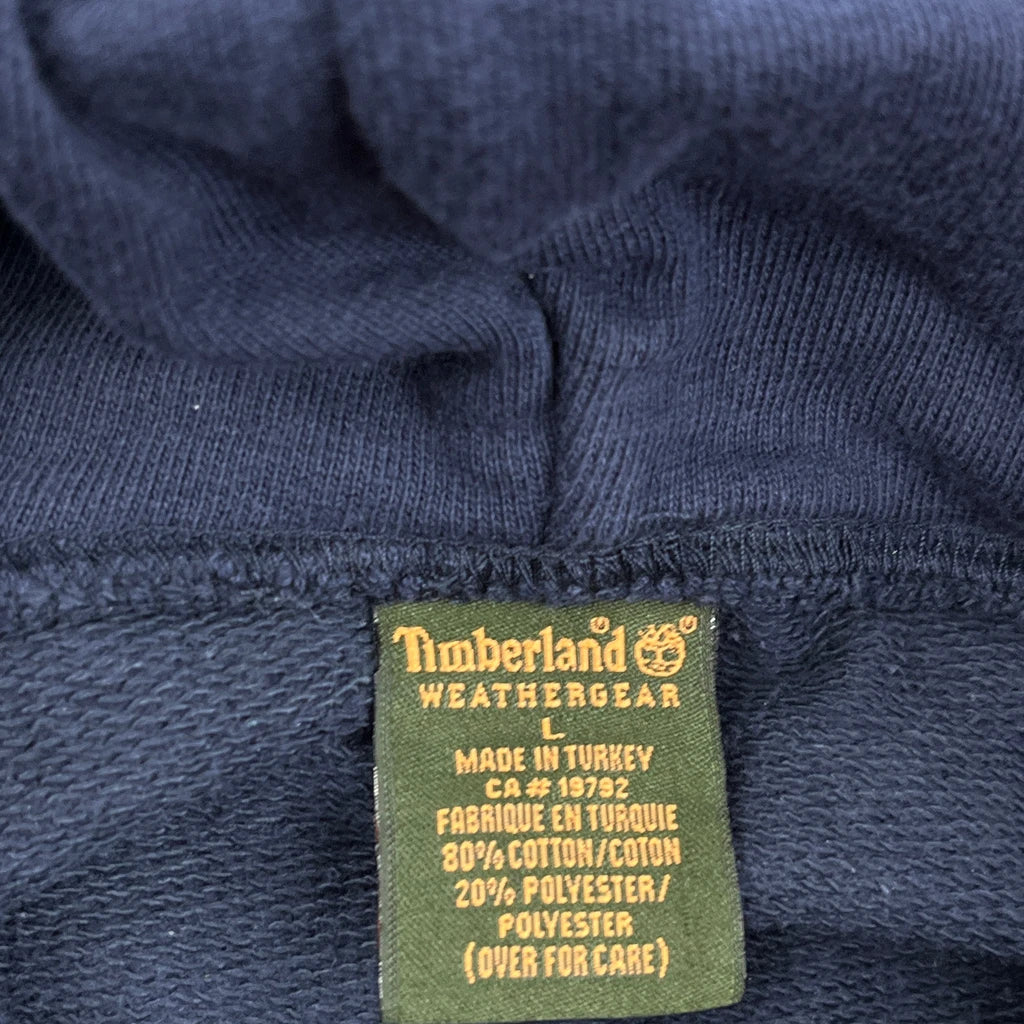 Timberland®
WEATHERGEAR
L
MADE IN TURKEY
CA# 19792
FABRIQUE EN TURQUIE
80% COTTON/COTON
20% POLYESTER/
POLYESTER
(OVER FOR CARE)